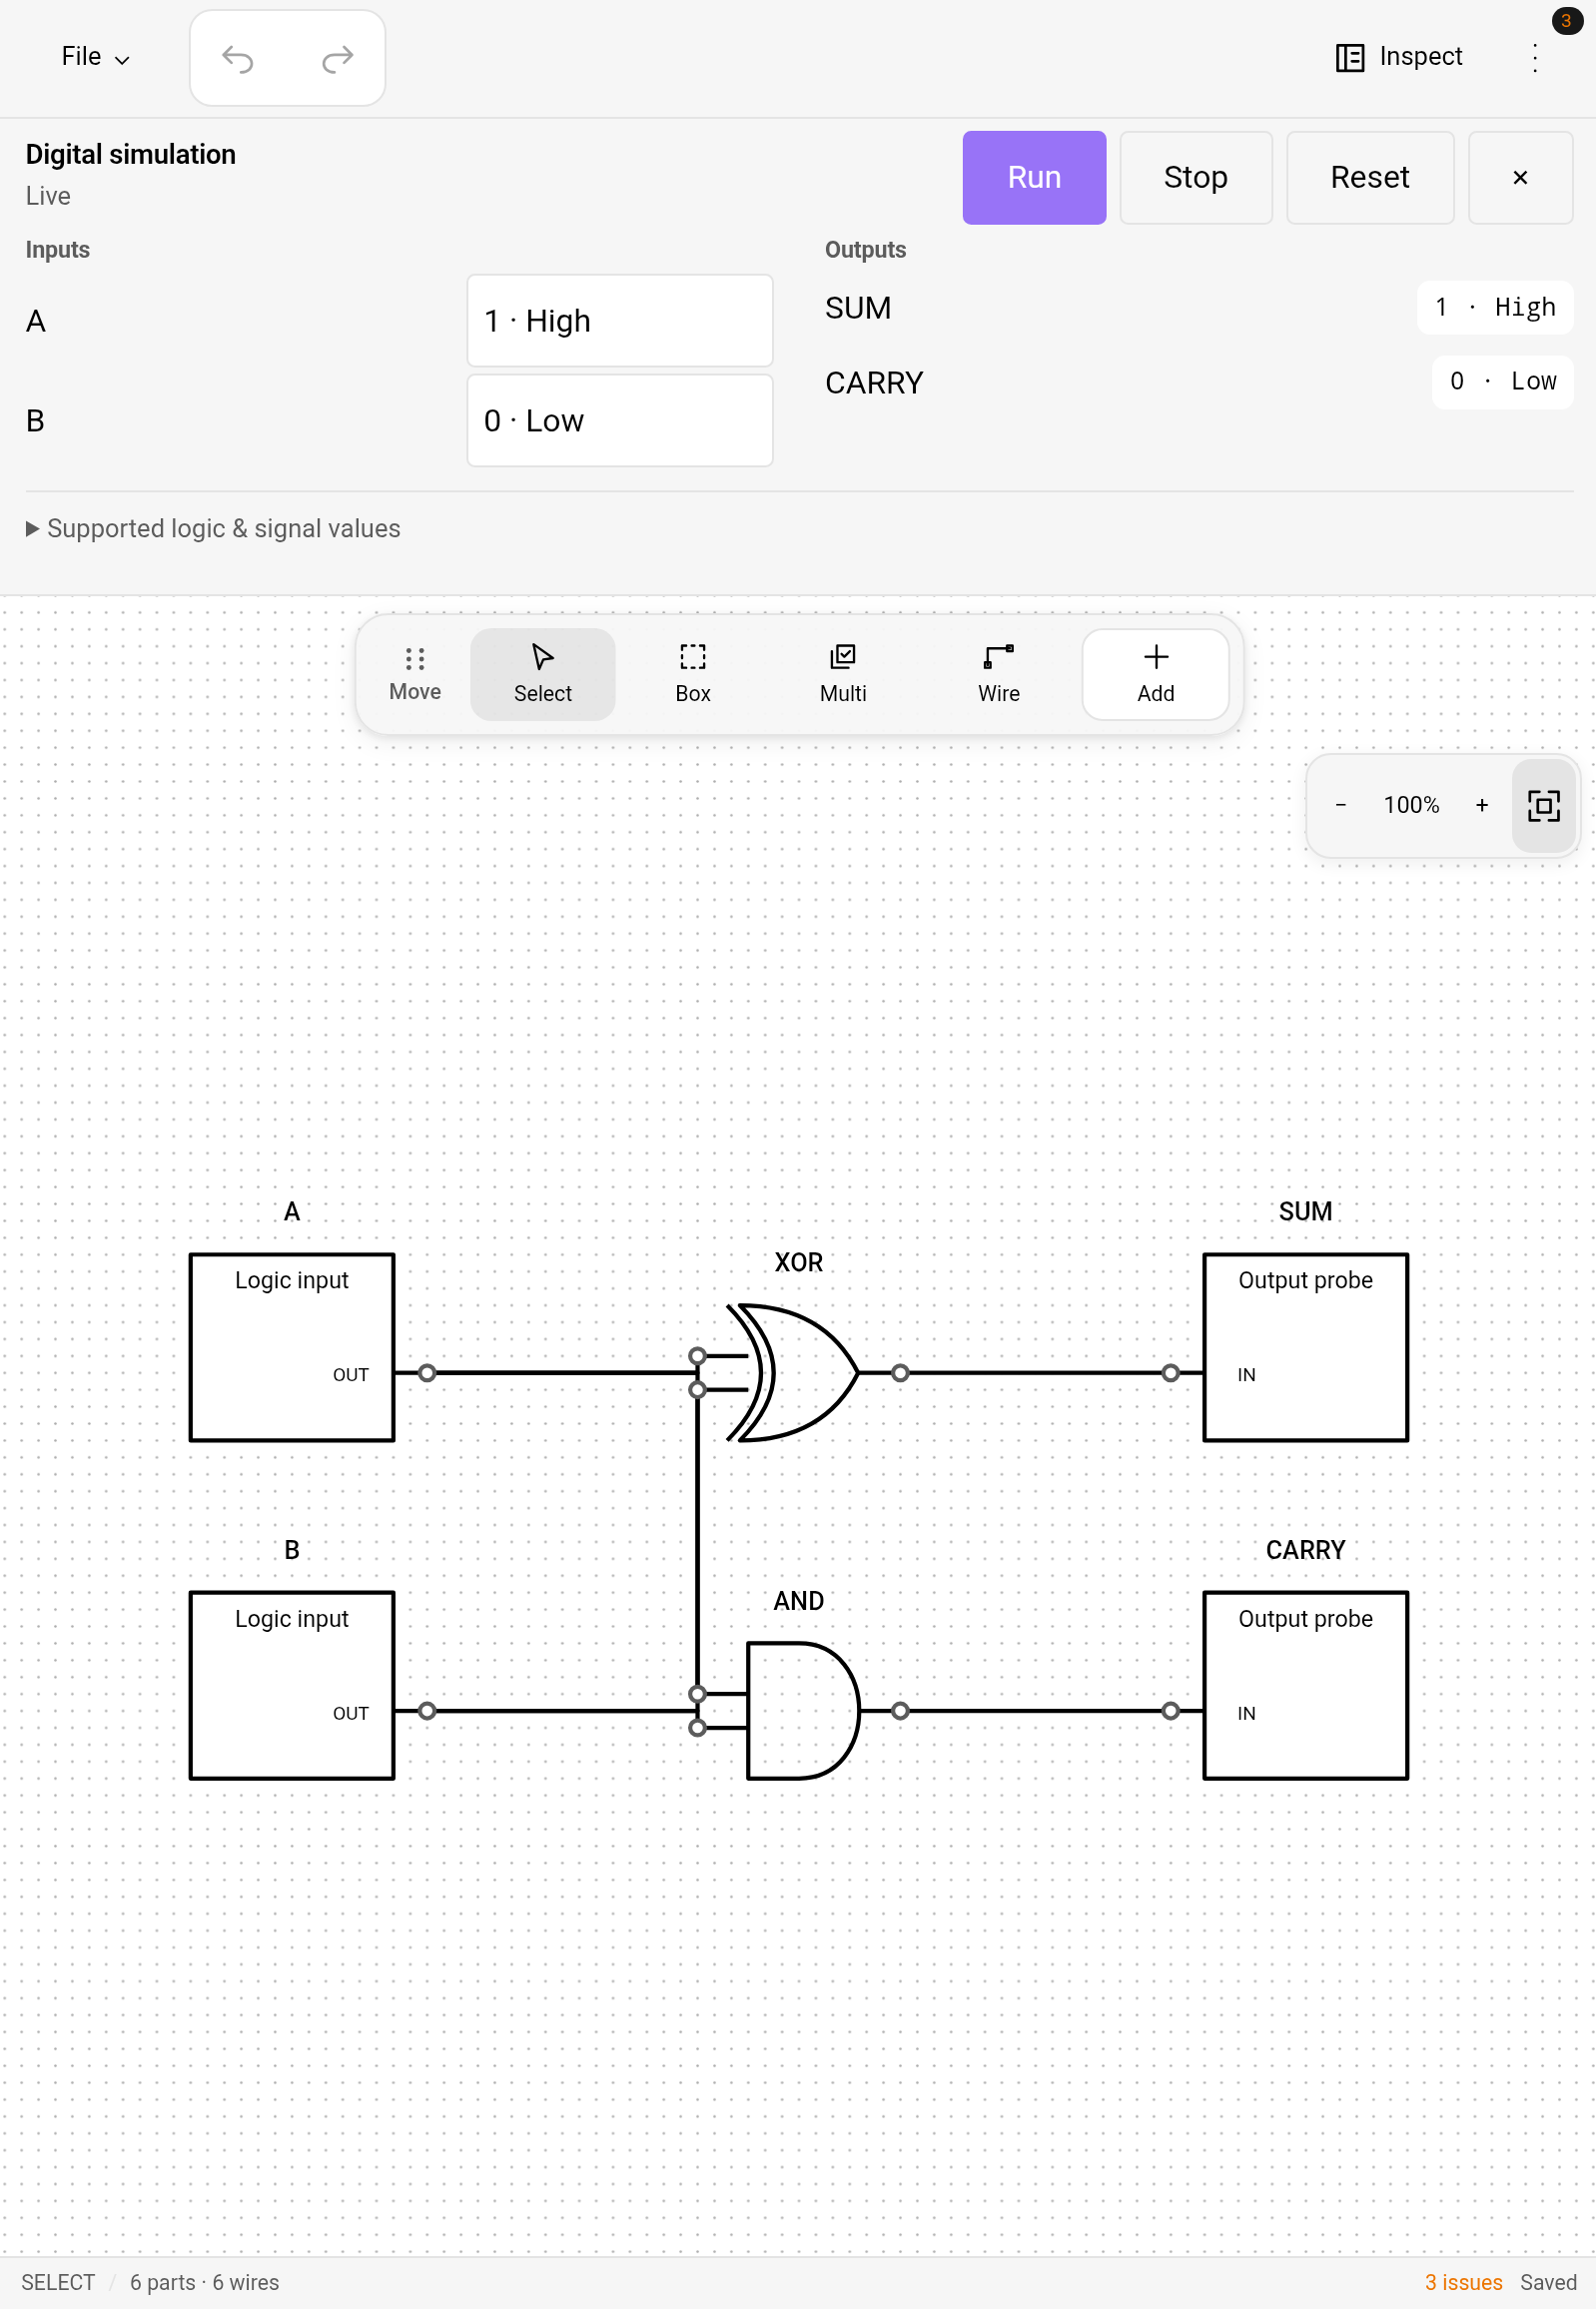 3
File
Inspect
Digital simulation
Live
Run
Stop
Reset
×
Inputs
Outputs
A
1 · High
SUM
1 · High
B
0 · Low
CARRY
0 · Low
Supported logic & signal values
Move
Select
Box
Multi
Wire
Add
−
100%
+
A
SUM
XOR
Logic input
Output probe
OUT
IN
B
CARRY
AND
Logic input
Output probe
OUT
IN
SELECT / 6 parts · 6 wires
3 issues
Saved